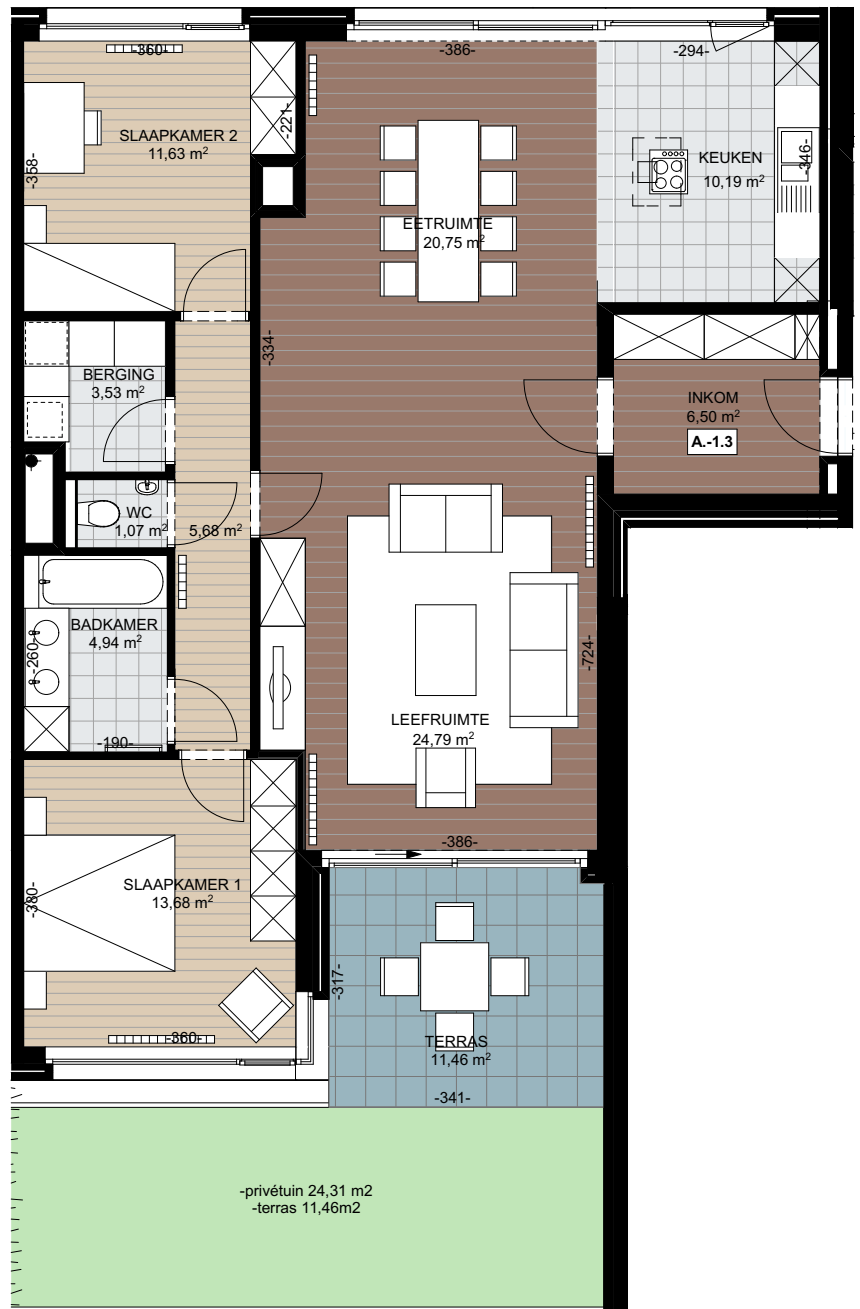 -360-
-386-
-294-
SLAAPKAMER 2
11,63 m²
-358-
-221-
KEUKEN
10,19 m²
-346-
EETRUIMTE
20,75 m²
-334-
BERGING
3,53 m²
INKOM
6,50 m²
A.-1.3
WC
1,07 m²
5,68 m²
BADKAMER
4,94 m²
-260-
-190-
-724-
LEEFRUIMTE
24,79 m²
-386-
SLAAPKAMER 1
13,68 m²
-380-
-360-
-317-
TERRAS
11,46 m²
-341-
-privétuin 24,31 m2
-terras 11,46m2